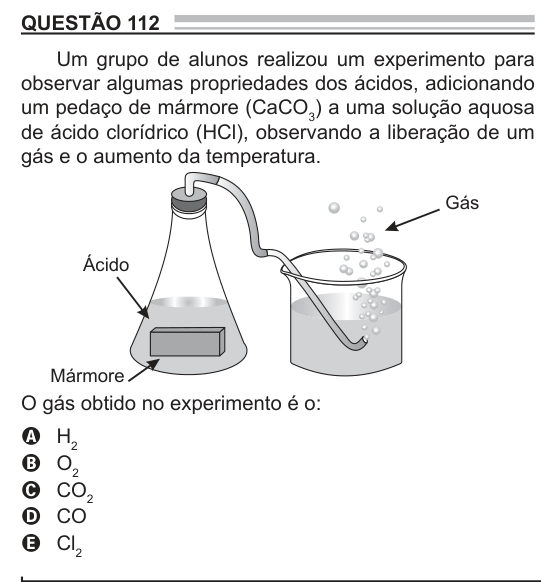 QUESTÃO 112
Um grupo de alunos realizou um experimento para
observar algumas propriedades dos ácidos, adicionando
um pedaço de mármore (CaCO₃) a uma solução aquosa
de ácido clorídrico (HCl), observando a liberação de um
gás e o aumento da temperatura.
Gás
Ácido
Mármore
O gás obtido no experimento é o:
A H₂
B O₂
C CO₂
D CO
E Cl₂